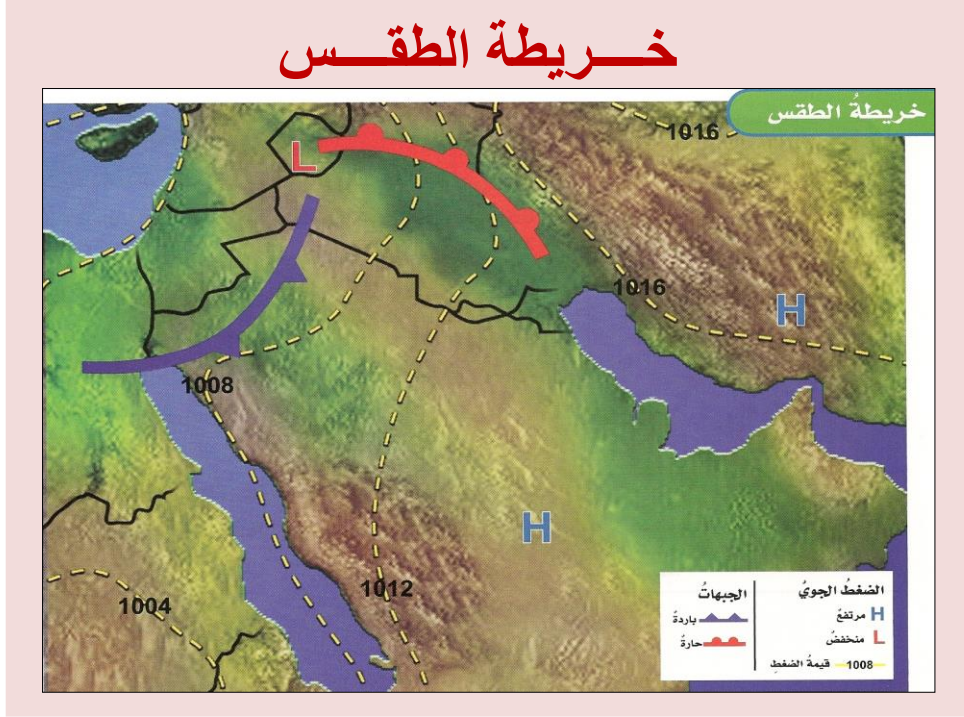 خـــريطة الطقـــس
خريطةُ الطقس
1016
L
1016
H
1008
H
1012
1004
الضغطُ الجويُّ
H مرتفعٌ
L منخفضٌ
1008 قيمةُ الضغطِ
الجبهاتُ
باردةٌ
حارةٌ